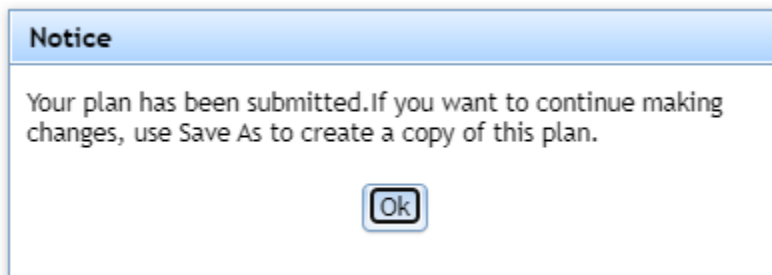 Notice
Your plan has been submitted.If you want to continue making
changes, use Save As to create a copy of this plan.
Ok